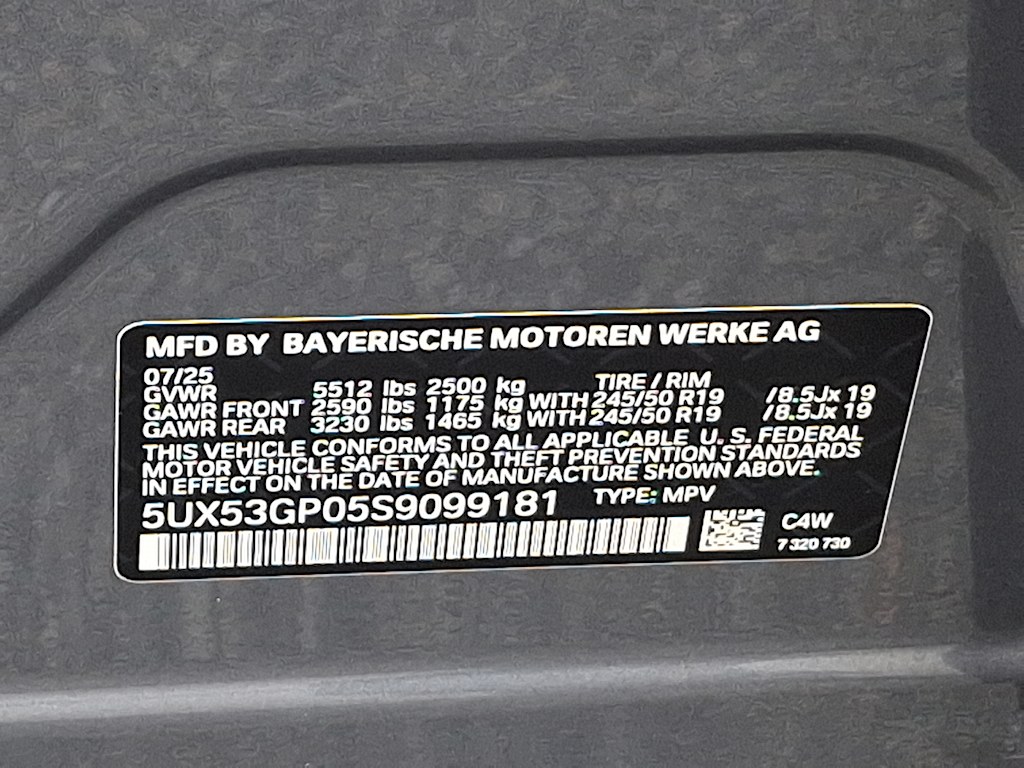 MFD BY BAYERISCHE MOTOREN WERKE AG
07/25 TIRE / RIM
GVWR 5512 lbs 2500 kg
GAWR FRONT 2590 lbs 1175 kg WITH 245/50 R19 /8.5Jx 19
GAWR REAR 3230 lbs 1465 kg WITH 245/50 R19 /8.5Jx 19
THIS VEHICLE CONFORMS TO ALL APPLICABLE U. S. FEDERAL
MOTOR VEHICLE SAFETY AND THEFT PREVENTION STANDARDS
IN EFFECT ON THE DATE OF MANUFACTURE SHOWN ABOVE.
5UX53GP05S9099181 TYPE: MPV
C4W
7 320 730